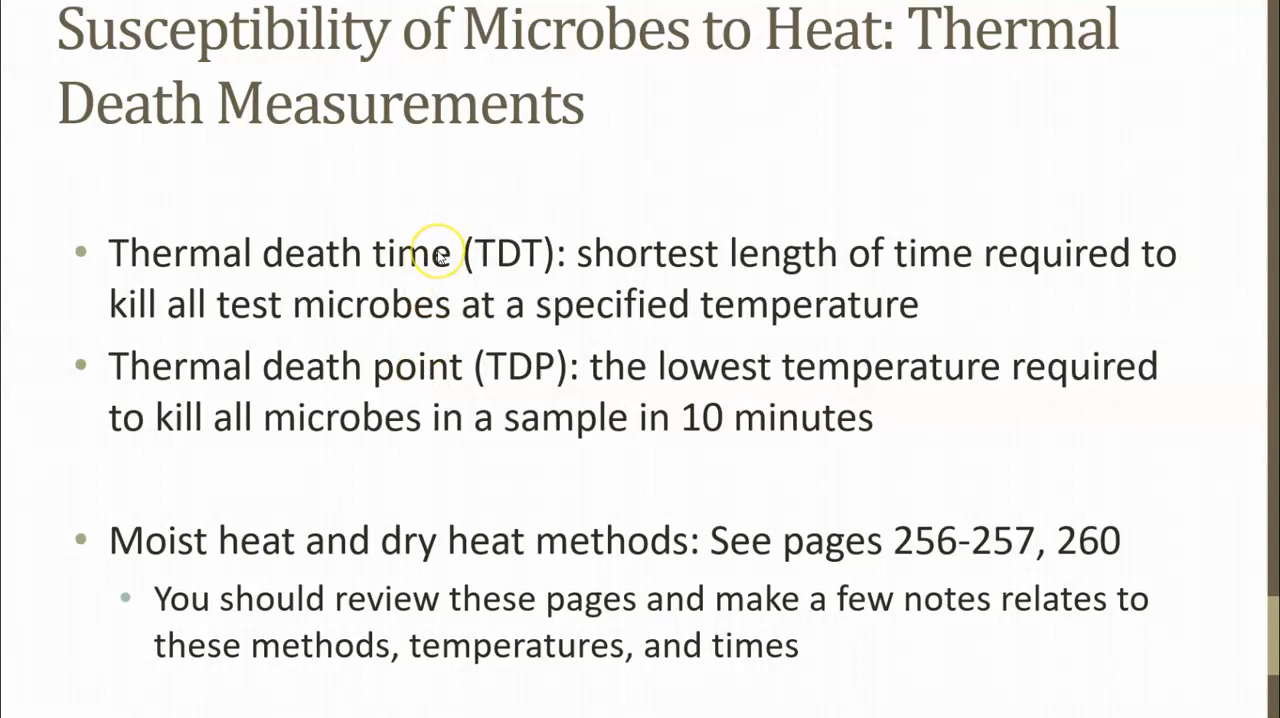 Susceptibility of Microbes to Heat: Thermal
Death Measurements
• Thermal death time (TDT): shortest length of time required to
kill all test microbes at a specified temperature
• Thermal death point (TDP): the lowest temperature required
to kill all microbes in a sample in 10 minutes
• Moist heat and dry heat methods: See pages 256-257, 260
• You should review these pages and make a few notes relates to
these methods, temperatures, and times